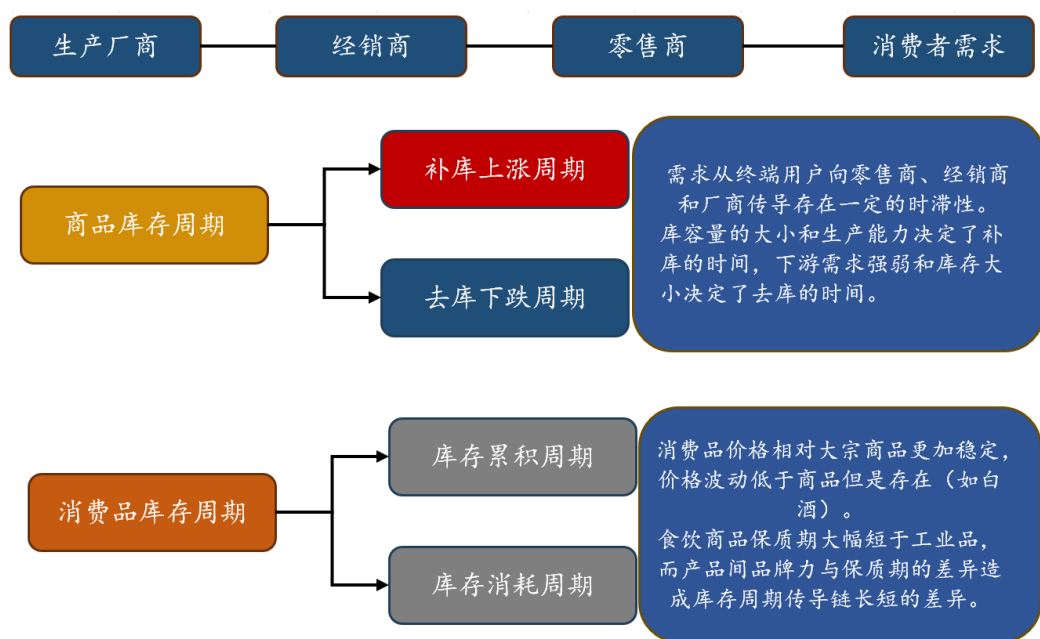 生产厂商
经销商
零售商
消费者需求
商品库存周期
补库上涨周期
去库下跌周期
需求从终端用户向零售商、经销商
和厂商传导存在一定的时滞性。
库容量的大小和生产能力决定了补
库的时间，下游需求强弱和库存大
小决定了去库的时间。
消费品库存周期
库存累积周期
库存消耗周期
消费品价格相对大宗商品更加稳定，
价格波动低于商品但是存在（如白
酒）。
食饮商品保质期大幅短于工业品，
而产品间品牌力与保质期的差异造
成库存周期传导链长短的差异。